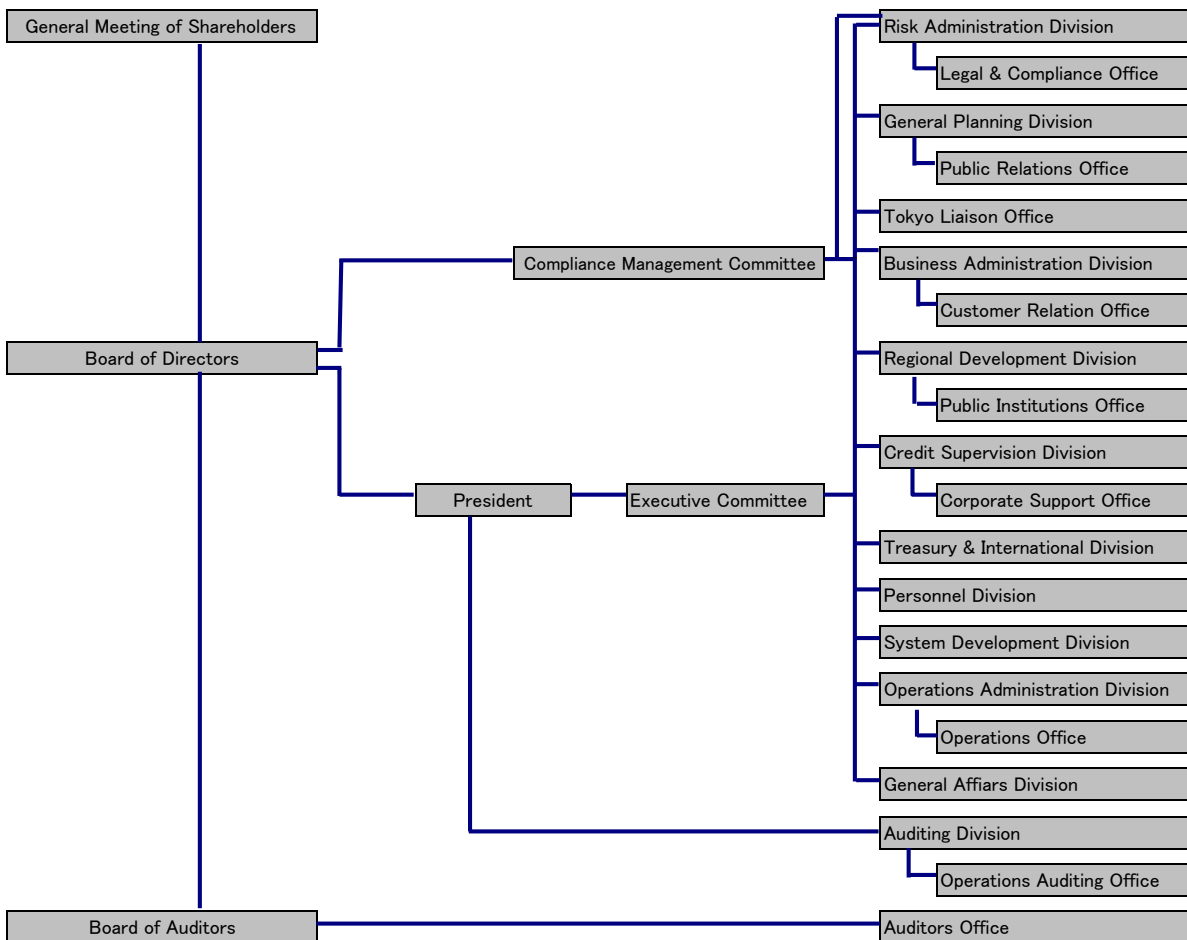 General Meeting of Shareholders
Risk Administration Division
Legal & Compliance Office
General Planning Division
Public Relations Office
Tokyo Liaison Office
Compliance Management Committee
Business Administration Division
Customer Relation Office
Board of Directors
Regional Development Division
Public Institutions Office
Credit Supervision Division
President
Executive Committee
Corporate Support Office
Treasury & International Division
Personnel Division
System Development Division
Operations Administration Division
Operations Office
General Affiars Division
Auditing Division
Operations Auditing Office
Board of Auditors
Auditors Office